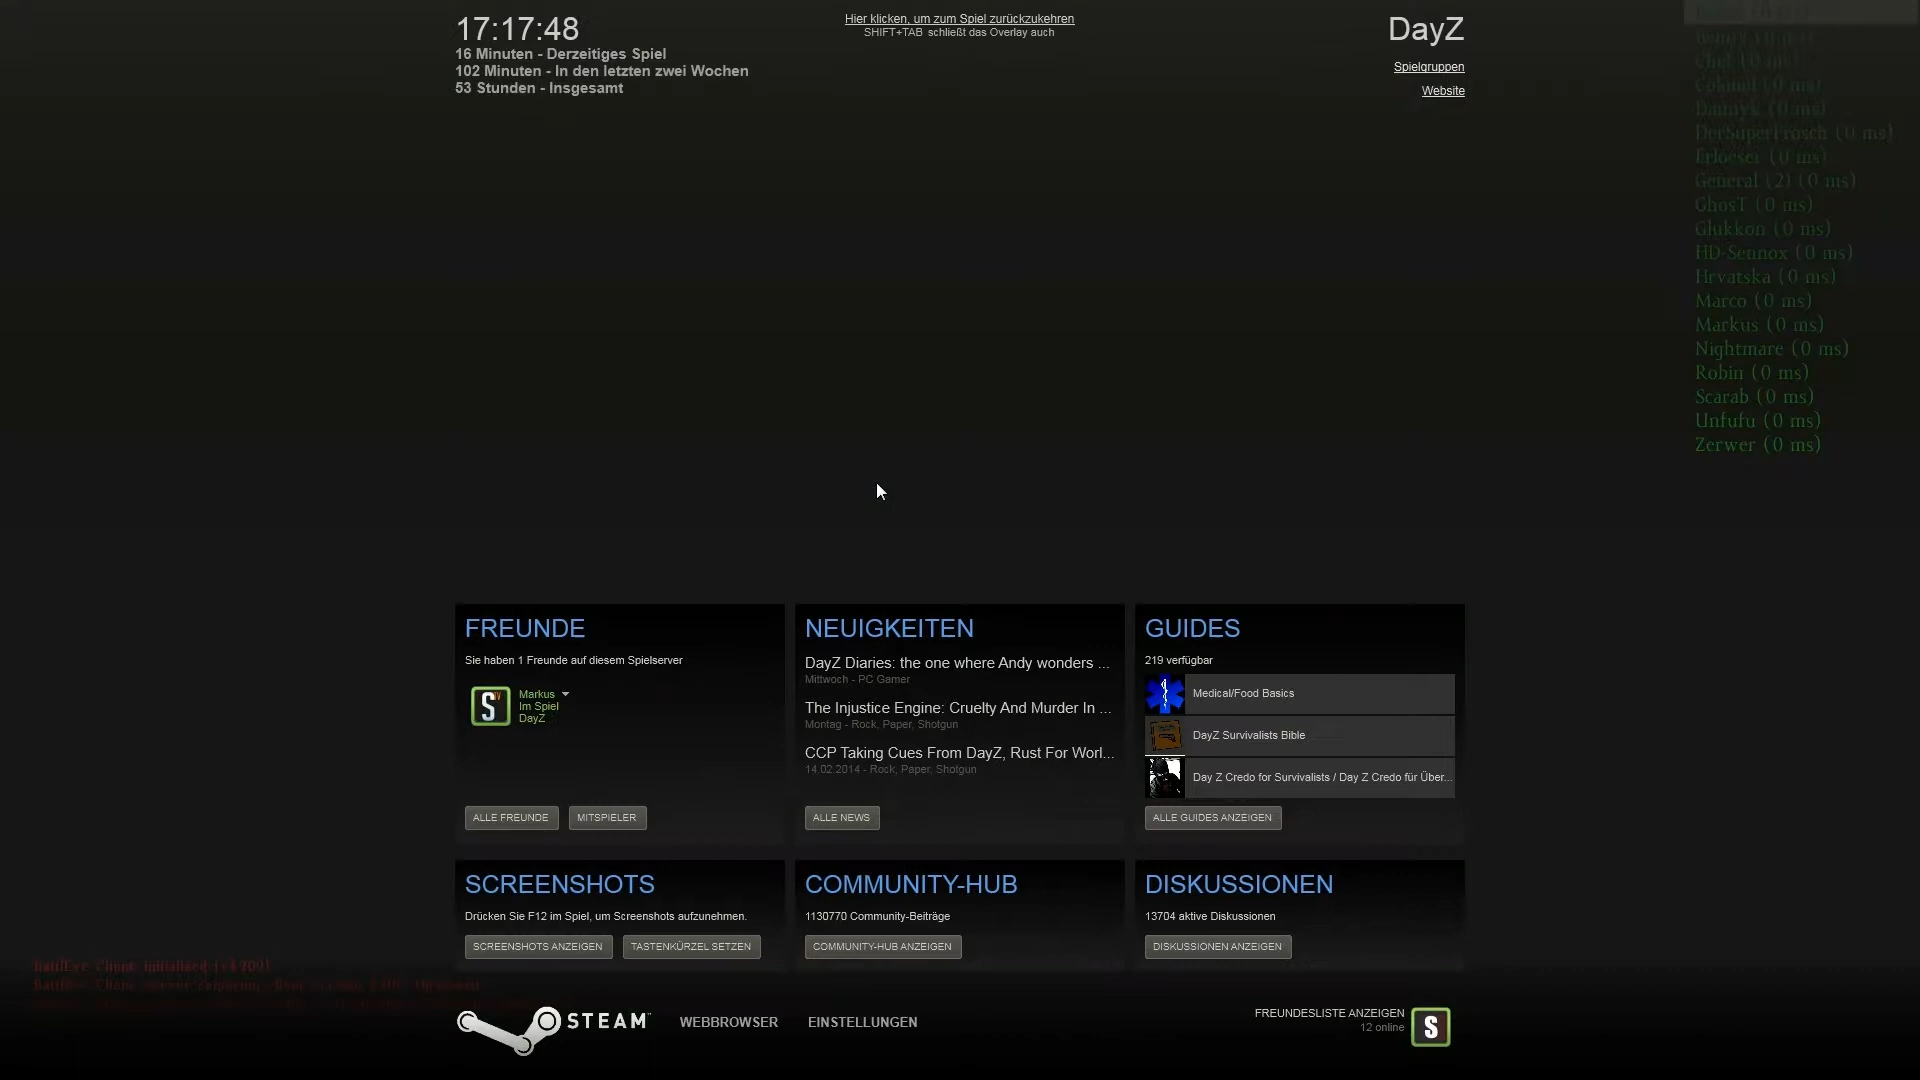 17:17:48
16 Minuten - Derzeitiges Spiel
102 Minuten - In den letzten zwei Wochen
53 Stunden - Insgesamt
Hier klicken, um zum Spiel zurückzukehren
SHIFT+TAB schließt das Overlay auch
DayZ
Spielgruppen
Website
DerSuperFrosch (0 ms)
Erloeser (0 ms)
General (2) (0 ms)
GhosT (0 ms)
Glukkon (0 ms)
HD-Sennox (0 ms)
Hrvatska (0 ms)
Marco (0 ms)
Markus (0 ms)
Nightmare (0 ms)
Robin (0 ms)
Scarab (0 ms)
Unfufu (0 ms)
Zerwer (0 ms)
FREUNDE
Sie haben 1 Freunde auf diesem Spielserver
Markus
Im Spiel
DayZ
ALLE FREUNDE
MITSPIELER
NEUIGKEITEN
DayZ Diaries: the one where Andy wonders ...
Mittwoch - PC Gamer
The Injustice Engine: Cruelty And Murder In ...
Montag - Rock, Paper, Shotgun
CCP Taking Cues From DayZ, Rust For Worl...
14.02.2014 - Rock, Paper, Shotgun
ALLE NEWS
GUIDES
219 verfügbar
Medical/Food Basics
DayZ Survivalists Bible
Day Z Credo for Survivalists / Day Z Credo für Über...
ALLE GUIDES ANZEIGEN
SCREENSHOTS
Drücken Sie F12 im Spiel, um Screenshots aufzunehmen.
SCREENSHOTS ANZEIGEN
TASTENKÜRZEL SETZEN
COMMUNITY-HUB
1130770 Community-Beiträge
COMMUNITY-HUB ANZEIGEN
DISKUSSIONEN
13704 aktive Diskussionen
DISKUSSIONEN ANZEIGEN
STEAM
WEBBROWSER
EINSTELLUNGEN
FREUNDESLISTE ANZEIGEN
12 online